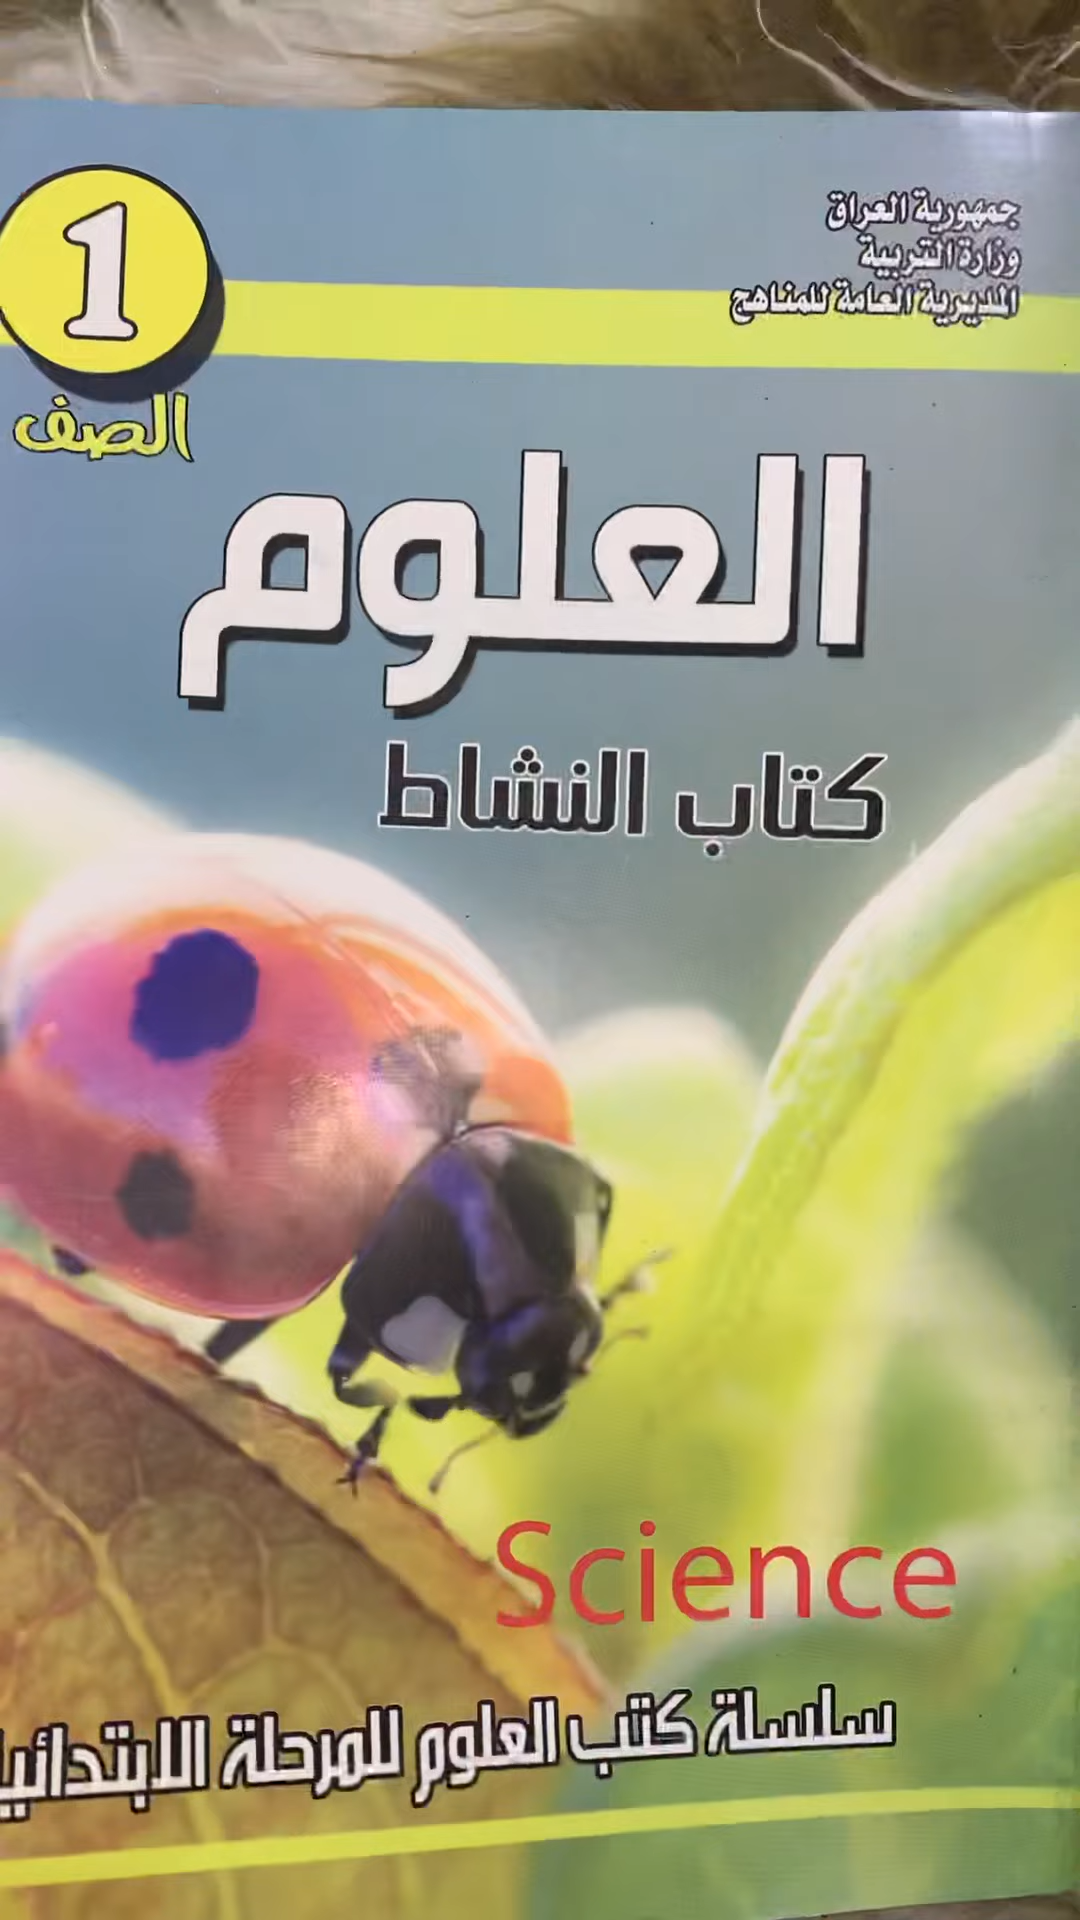 جمهورية العراق
وزارة التربية
المديرية العامة للمناهج
1
الصف
العلوم
كتاب النشاط
Science
سلسلة كتب العلوم للمرحلة